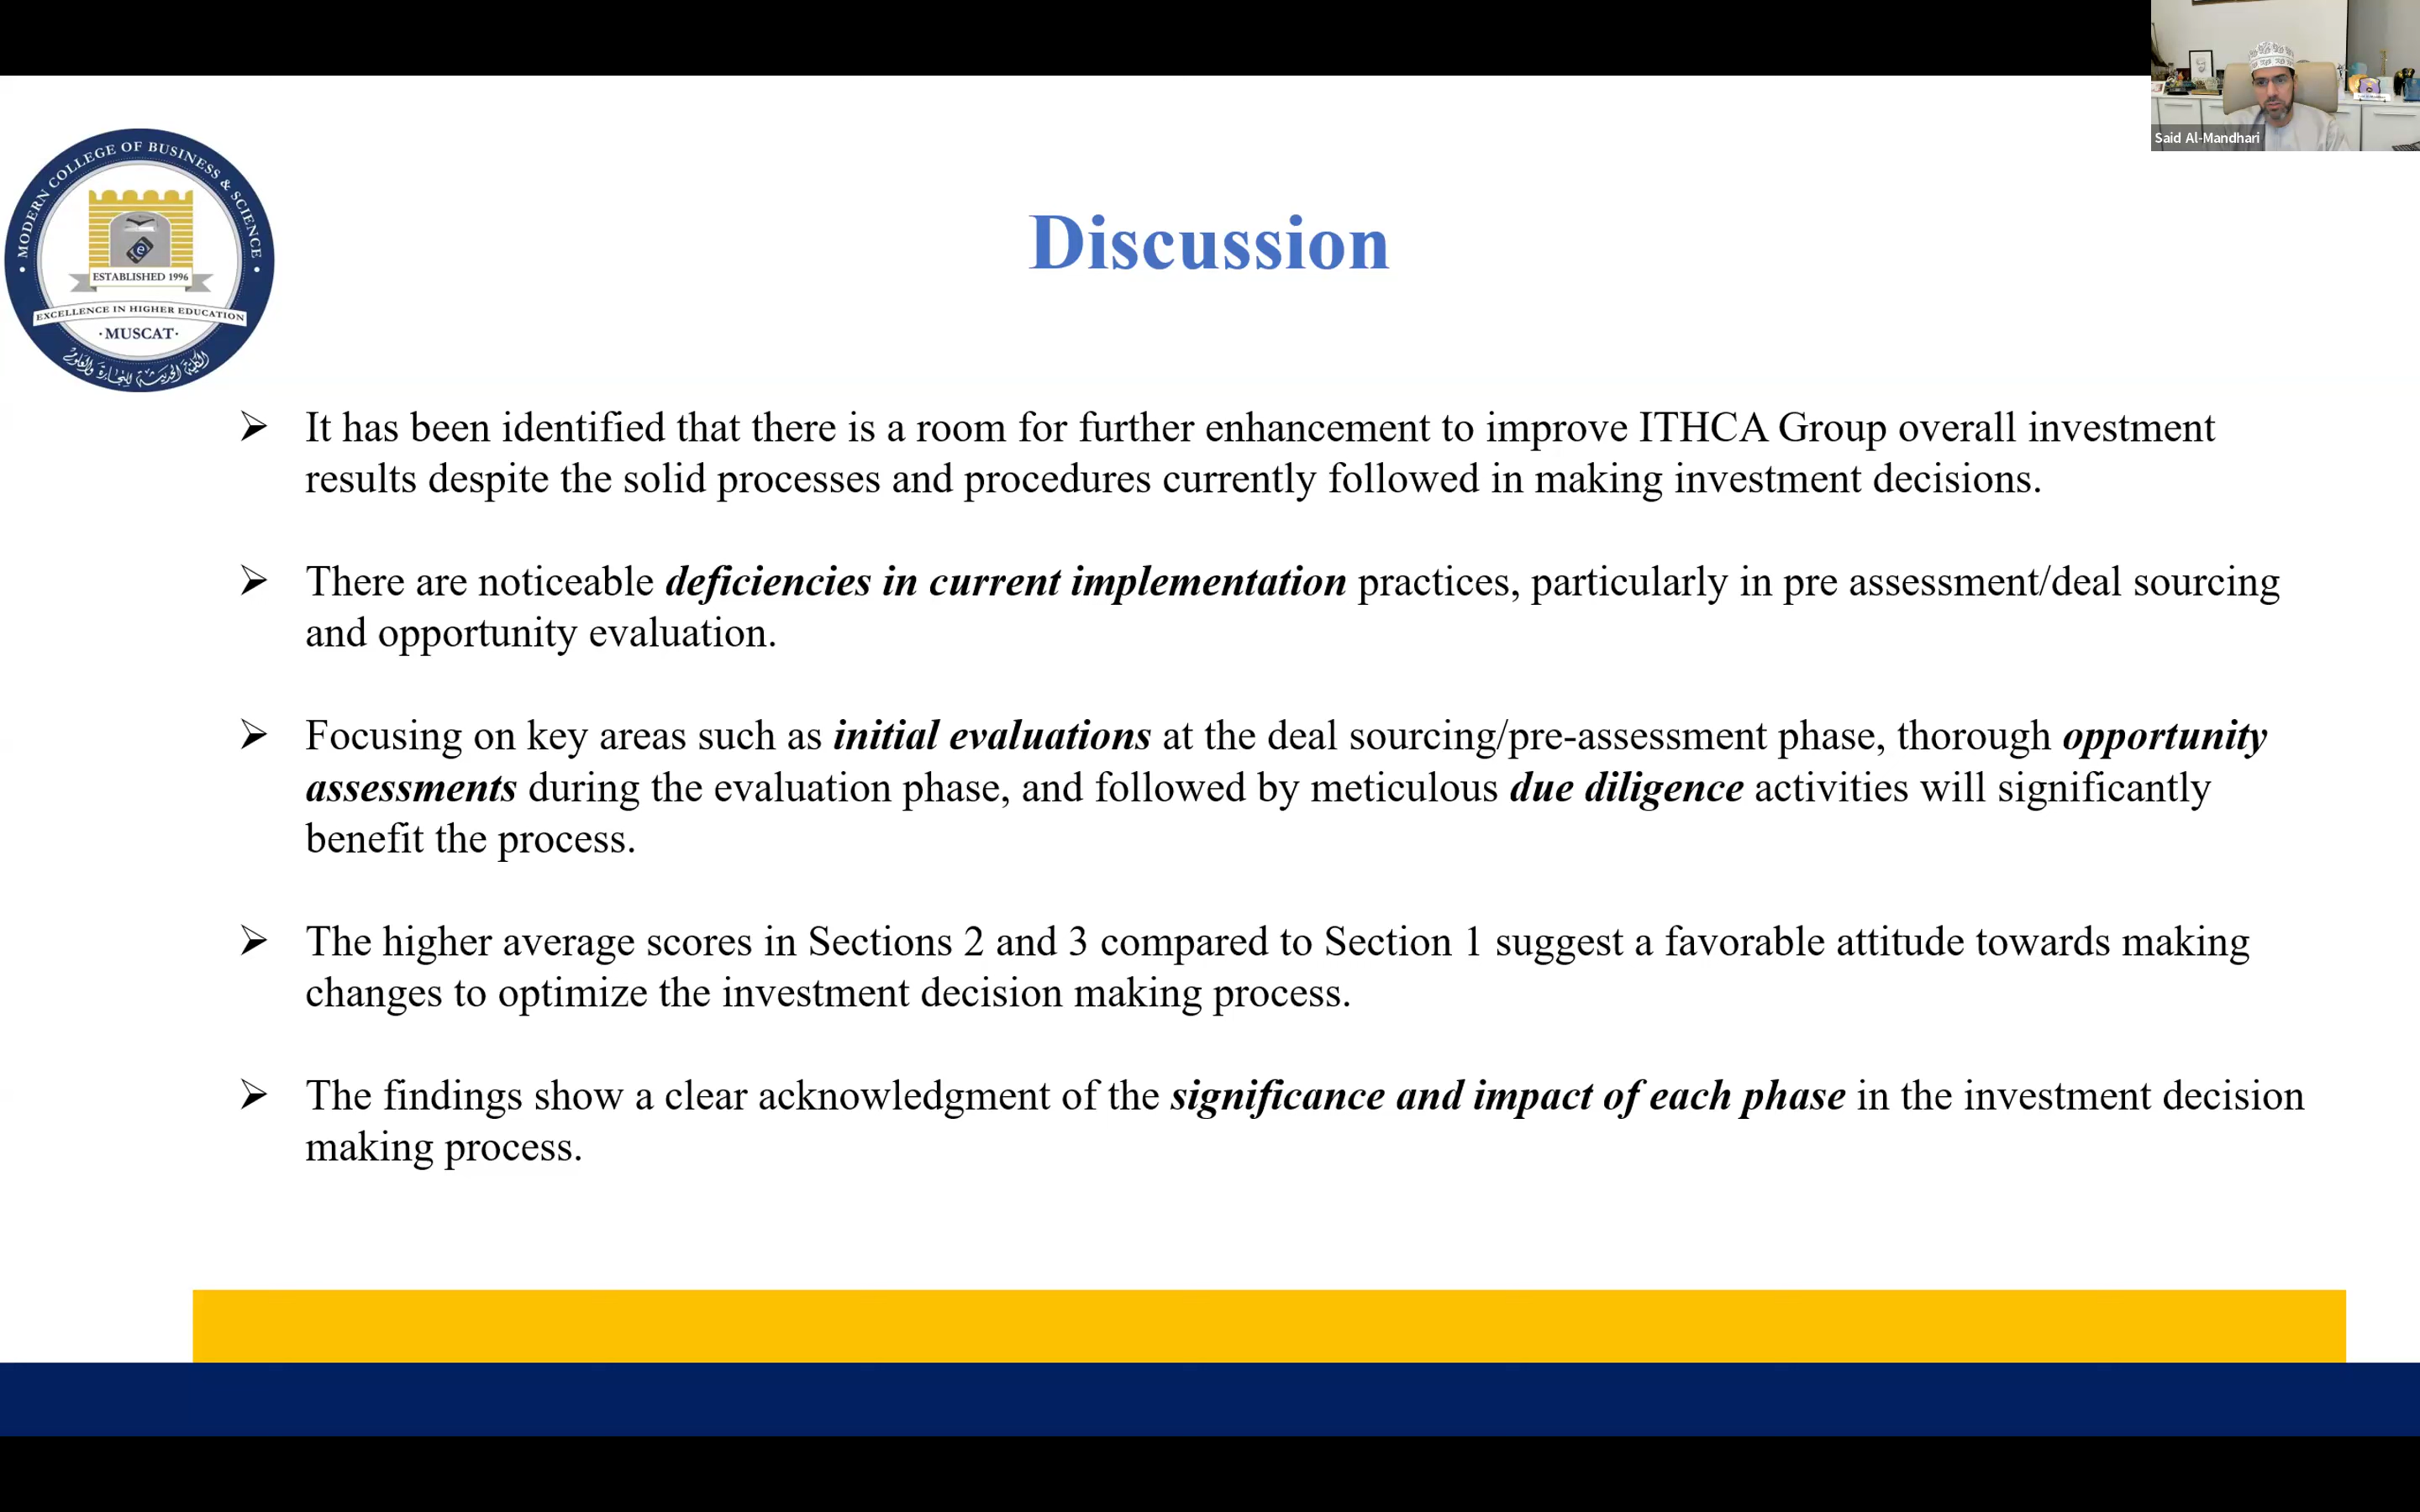 Said Al-Mandhari
MODERN COLLEGE OF BUSINESS & SCIENCE
e
ESTABLISHED 1996
EXCELLENCE IN HIGHER EDUCATION
·MUSCAT·
الكلية الحديثة للتجارة والعلوم
Discussion
➢ It has been identified that there is a room for further enhancement to improve ITHCA Group overall investment
results despite the solid processes and procedures currently followed in making investment decisions.
➢ There are noticeable deficiencies in current implementation practices, particularly in pre assessment/deal sourcing
and opportunity evaluation.
➢ Focusing on key areas such as initial evaluations at the deal sourcing/pre-assessment phase, thorough opportunity
assessments during the evaluation phase, and followed by meticulous due diligence activities will significantly
benefit the process.
➢ The higher average scores in Sections 2 and 3 compared to Section 1 suggest a favorable attitude towards making
changes to optimize the investment decision making process.
➢ The findings show a clear acknowledgment of the significance and impact of each phase in the investment decision
making process.